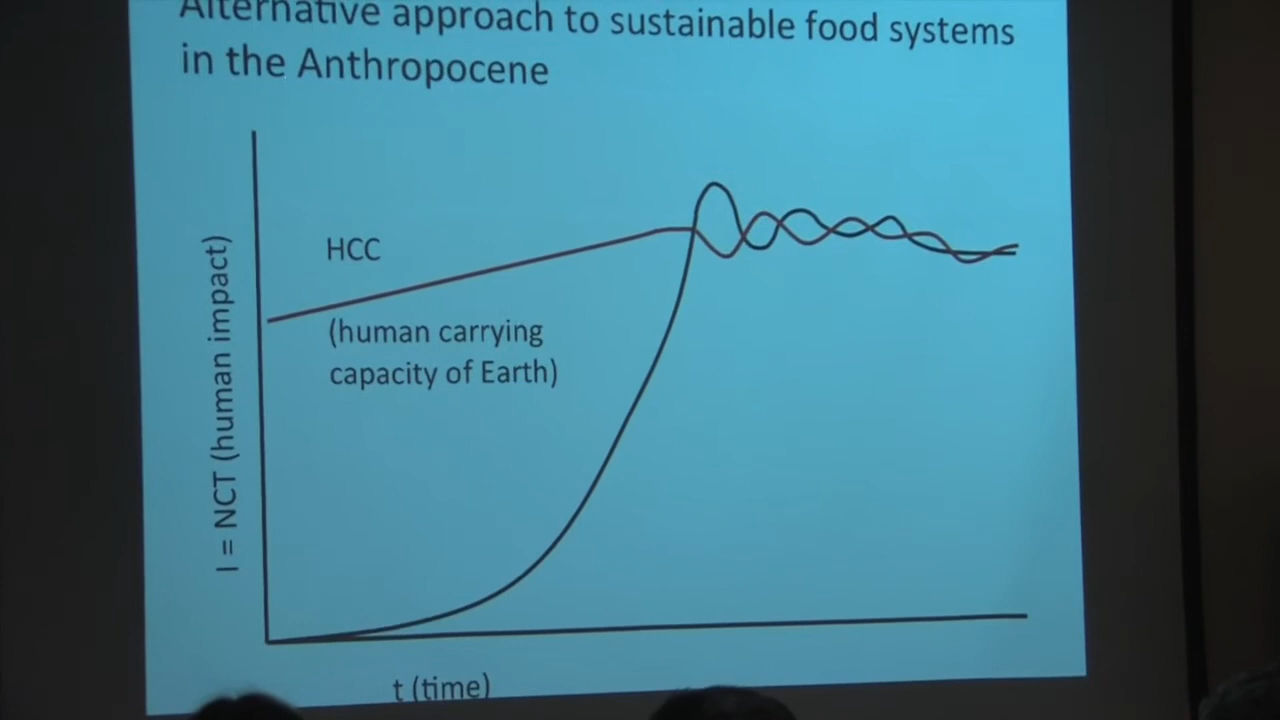 Alternative approach to sustainable food systems
in the Anthropocene
HCC
(human carrying
capacity of Earth)
I = NCT (human impact)
t (time)